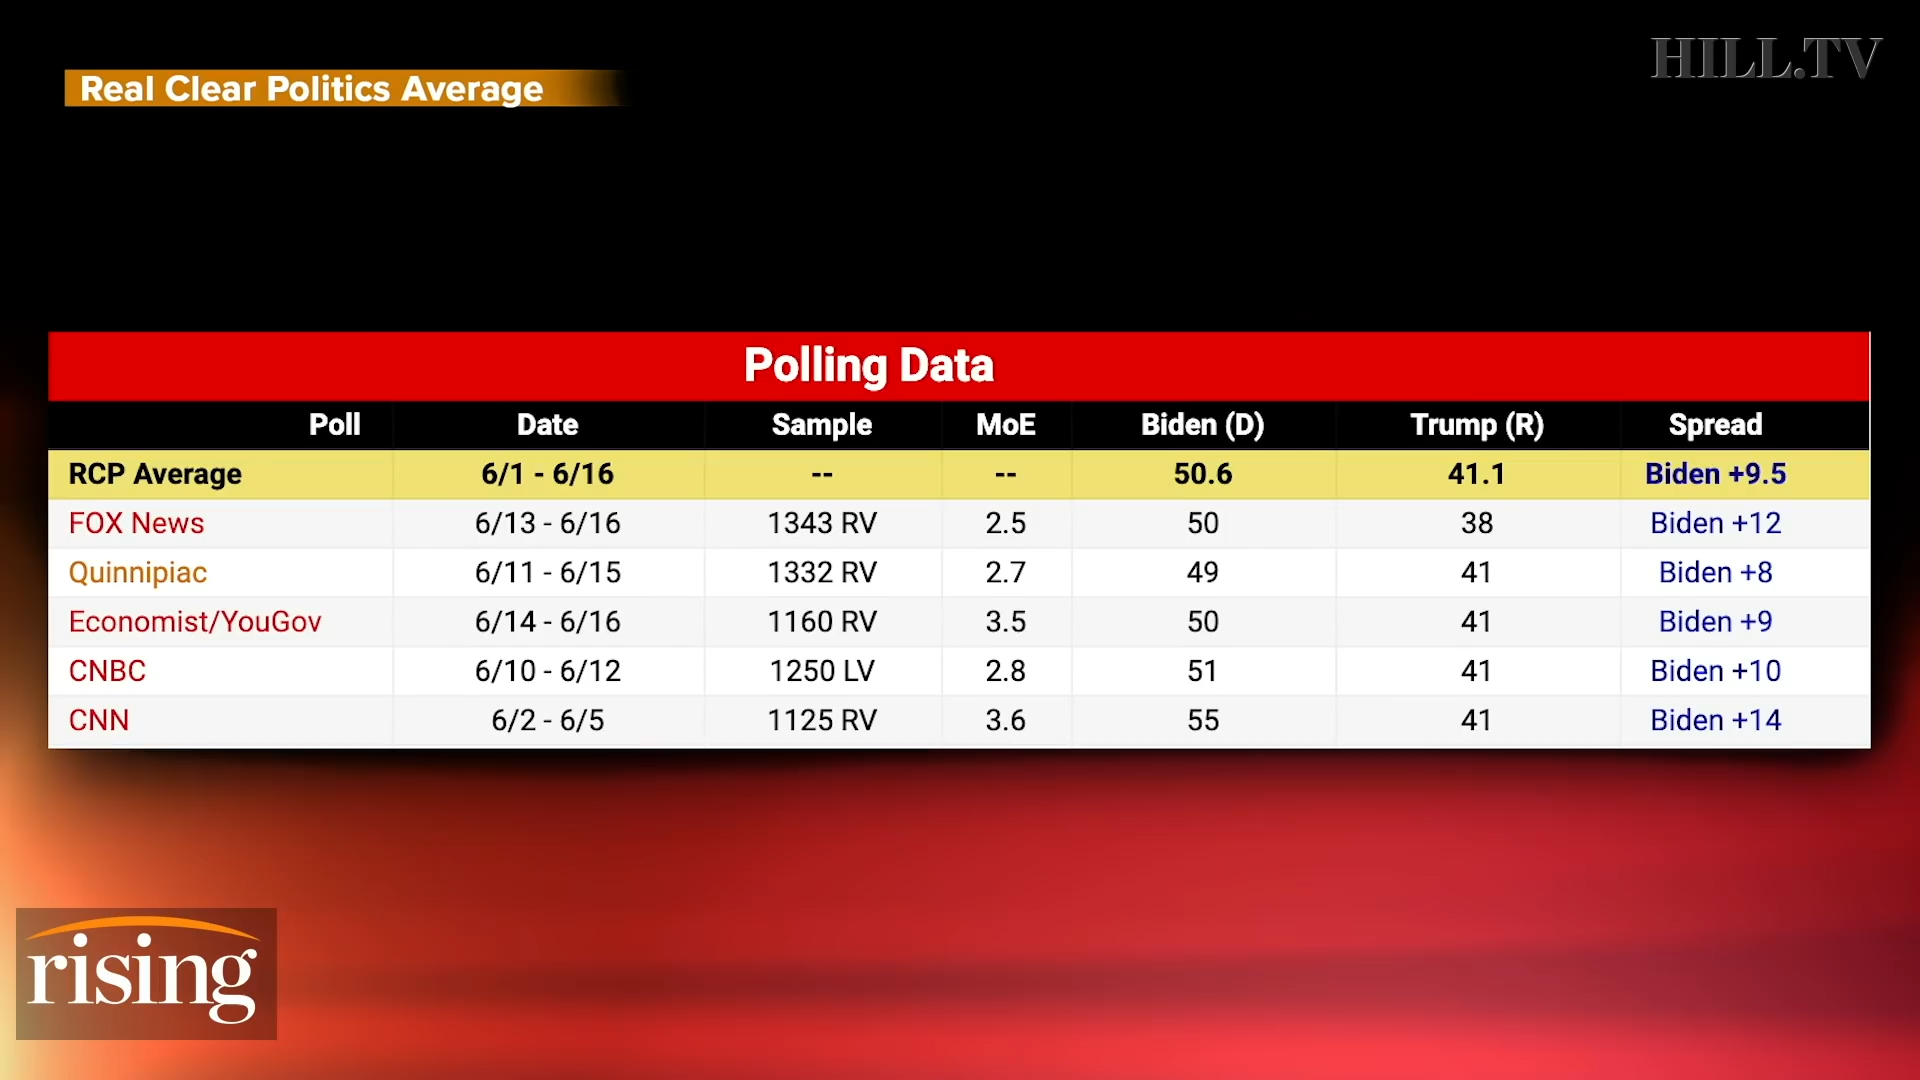 Real Clear Politics Average
HILL.TV
Polling Data
Poll Date Sample MoE Biden (D) Trump (R) Spread
RCP Average 6/1 - 6/16 -- -- 50.6 41.1 Biden +9.5
FOX News 6/13 - 6/16 1343 RV 2.5 50 38 Biden +12
Quinnipiac 6/11 - 6/15 1332 RV 2.7 49 41 Biden +8
Economist/YouGov 6/14 - 6/16 1160 RV 3.5 50 41 Biden +9
CNBC 6/10 - 6/12 1250 LV 2.8 51 41 Biden +10
CNN 6/2 - 6/5 1125 RV 3.6 55 41 Biden +14
rising